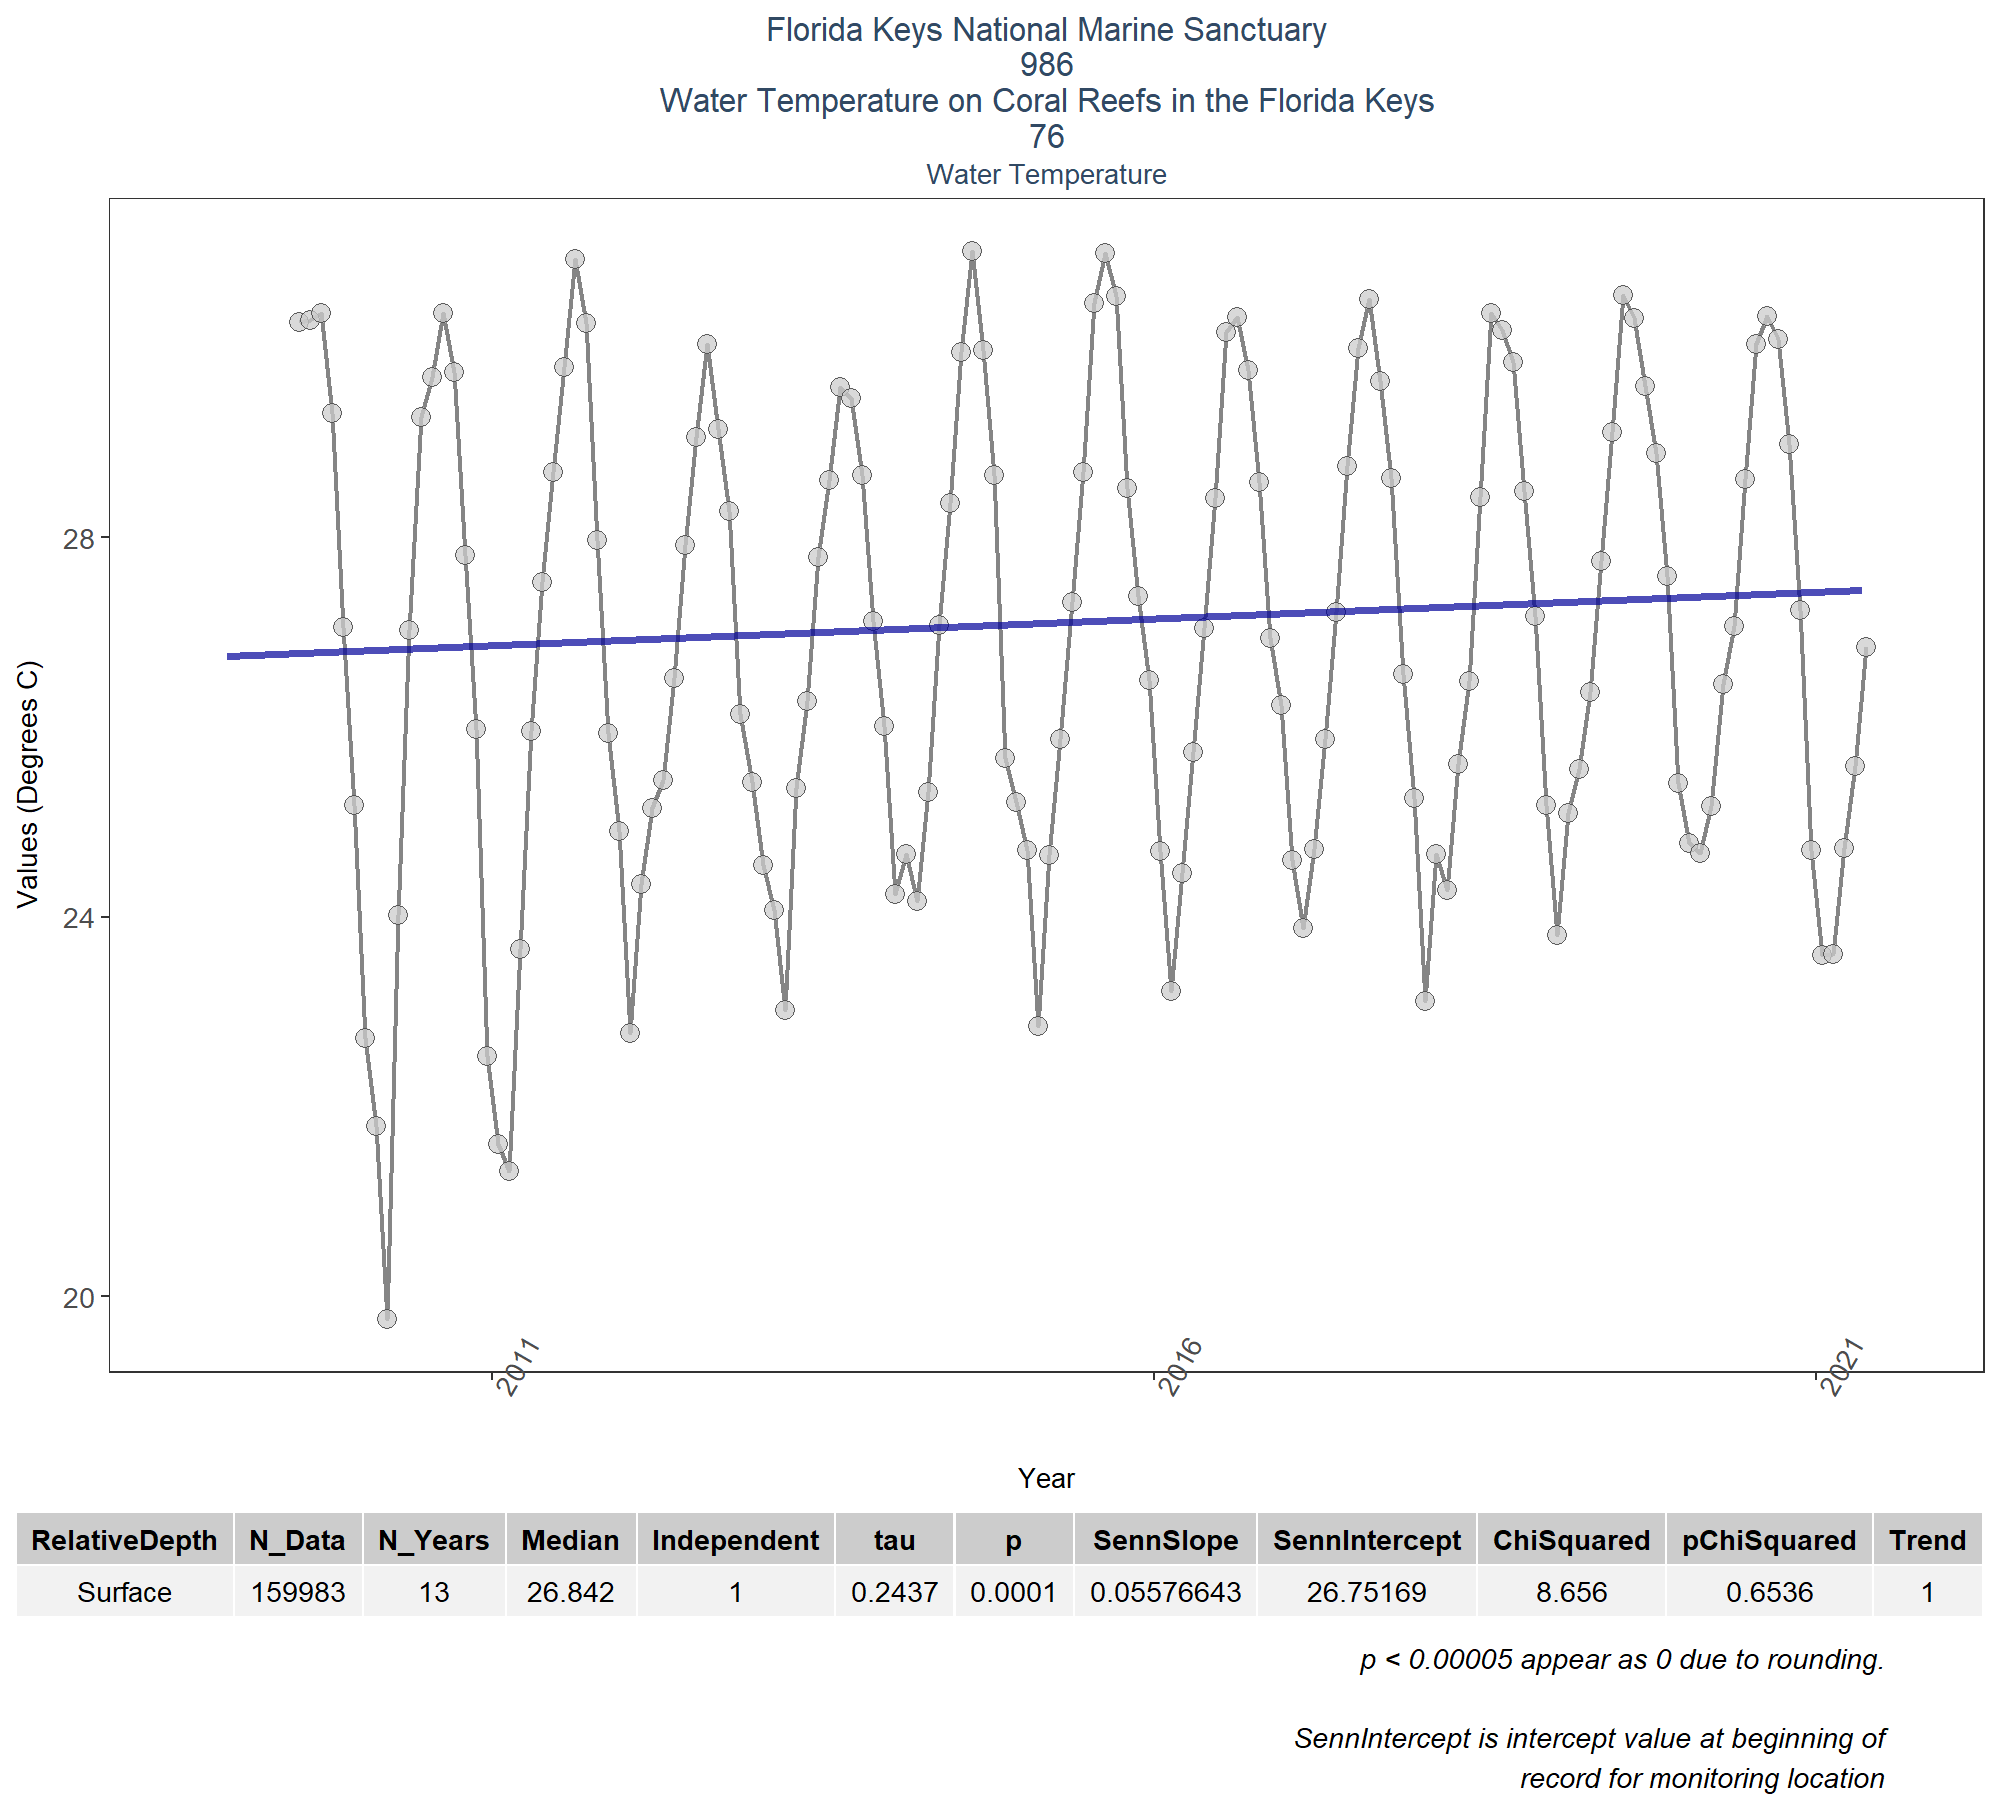 Florida Keys National Marine Sanctuary
986
Water Temperature on Coral Reefs in the Florida Keys
76
Water Temperature
Values (Degrees C)
28
24
20
2011
2016
2021
Year
RelativeDepth N_Data N_Years Median Independent tau p SennSlope SennIntercept ChiSquared pChiSquared Trend
Surface 159983 13 26.842 1 0.2437 0.0001 0.05576643 26.75169 8.656 0.6536 1
p < 0.00005 appear as 0 due to rounding.
SennIntercept is intercept value at beginning of
record for monitoring location